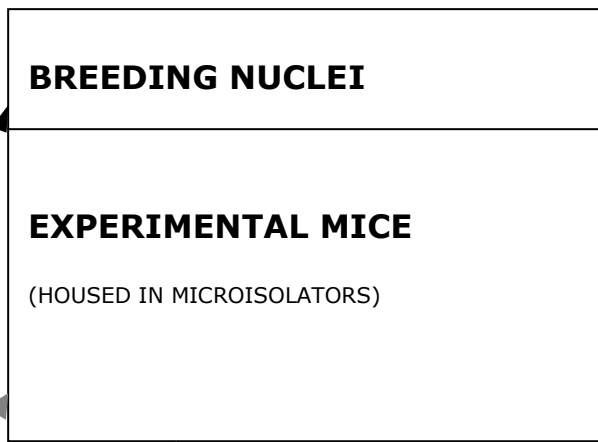 BREEDING NUCLEI
EXPERIMENTAL MICE
(HOUSED IN MICROISOLATORS)